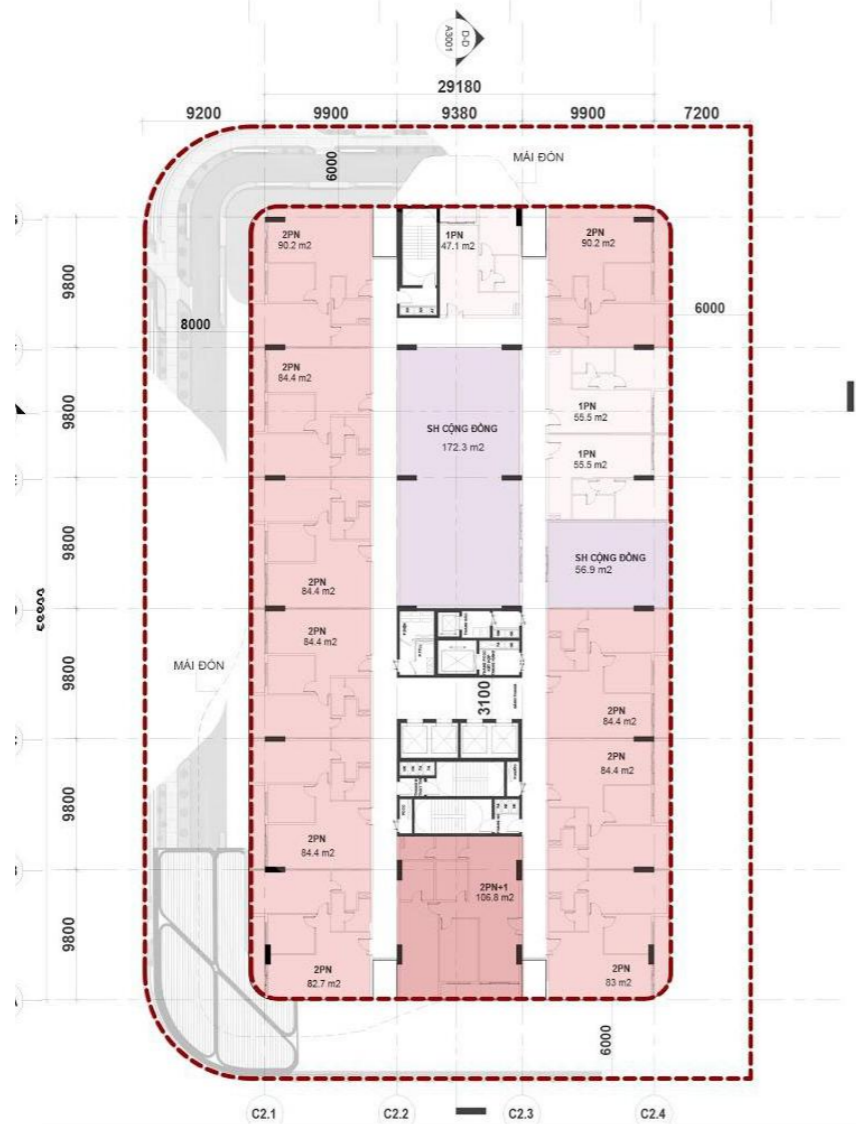 D-D
A3001
29180
9200
9900
9380
9900
7200
6000
MÁI ĐÓN
2PN
90.2 m2
1PN
47.1 m2
2PN
90.2 m2
9800
8000
6000
2PN
84.4 m2
9800
SH CỘNG ĐỒNG
172.3 m2
1PN
55.5 m2
1PN
55.5 m2
9800
2PN
84.4 m2
SH CỘNG ĐỒNG
56.9 m2
2PN
84.4 m2
MÁI ĐÓN
9800
3100
2PN
84.4 m2
2PN
84.4 m2
9800
2PN
84.4 m2
2PN+1
106.8 m2
9800
2PN
82.7 m2
2PN
83 m2
6000
C2.1
C2.2
C2.3
C2.4